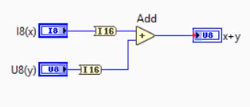 Add
I8(x) I8 I16 x+y
U8
U8(y) U8 I16